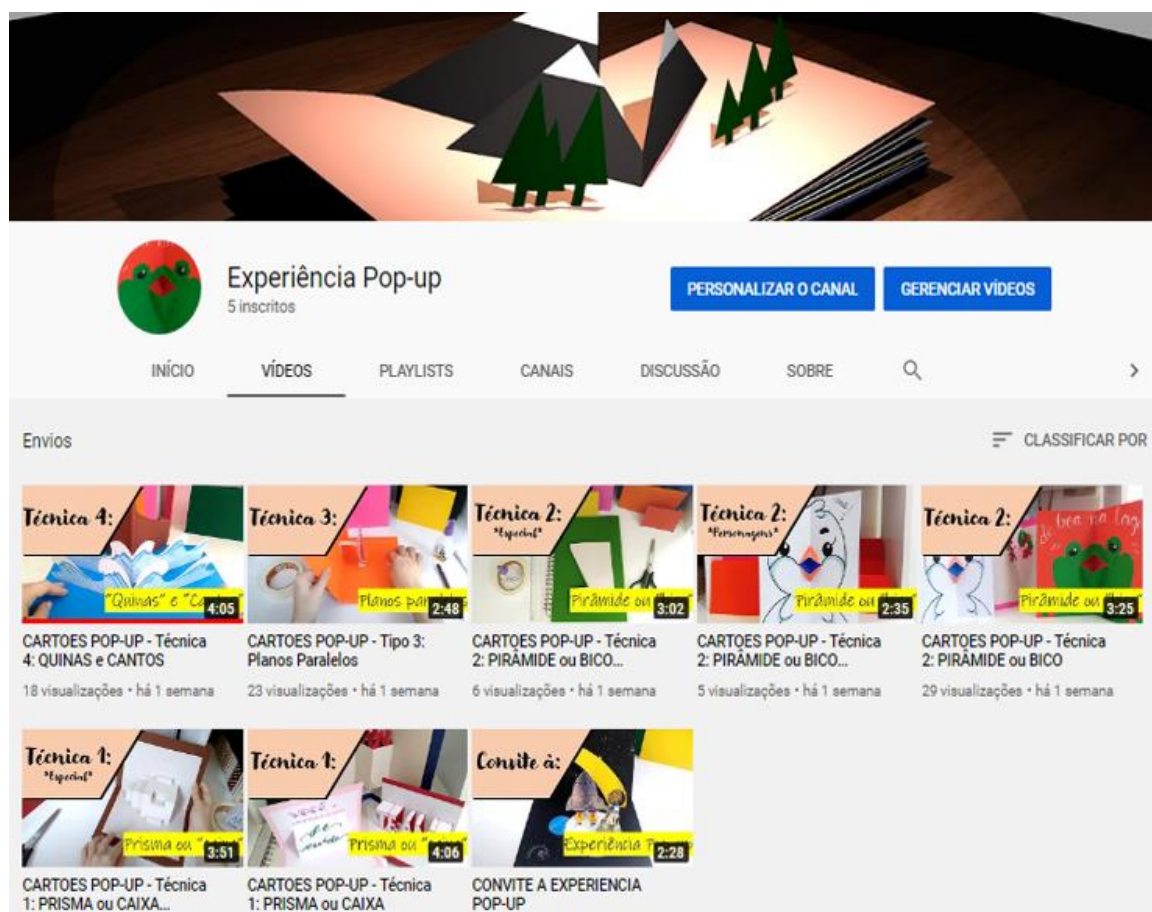 Experiência Pop-up
5 inscritos
PERSONALIZAR O CANAL
GERENCIAR VÍDEOS
INÍCIO
VÍDEOS
PLAYLISTS
CANAIS
DISCUSSÃO
SOBRE
Envios
CLASSIFICAR POR
Técnica 4:
"Quinas" e "Ca
4:05
CARTOES POP-UP - Técnica
4: QUINAS e CANTOS
18 visualizações • há 1 semana
Técnica 3:
Planos par
2:48
CARTOES POP-UP - Tipo 3:
Planos Paralelos
23 visualizações • há 1 semana
Técnica 2:
*Especial*
Pirâmide ou
3:02
CARTOES POP-UP - Técnica
2: PIRÂMIDE ou BICO...
6 visualizações • há 1 semana
Técnica 2:
*Personagens*
Pirâmide ou
2:35
CARTOES POP-UP - Técnica
2: PIRÂMIDE ou BICO...
5 visualizações • há 1 semana
Técnica 2:
de boa na lag
Pirâmide ou
3:25
CARTOES POP-UP - Técnica
2: PIRÂMIDE ou BICO
29 visualizações • há 1 semana
Técnica 1:
*Especial*
Prisma ou
3:51
CARTOES POP-UP - Técnica
1: PRISMA ou CAIXA...
Técnica 1:
Prisma ou
4:06
CARTOES POP-UP - Técnica
1: PRISMA ou CAIXA
Convite à:
Experiência P
2:28
CONVITE A EXPERIENCIA
POP-UP